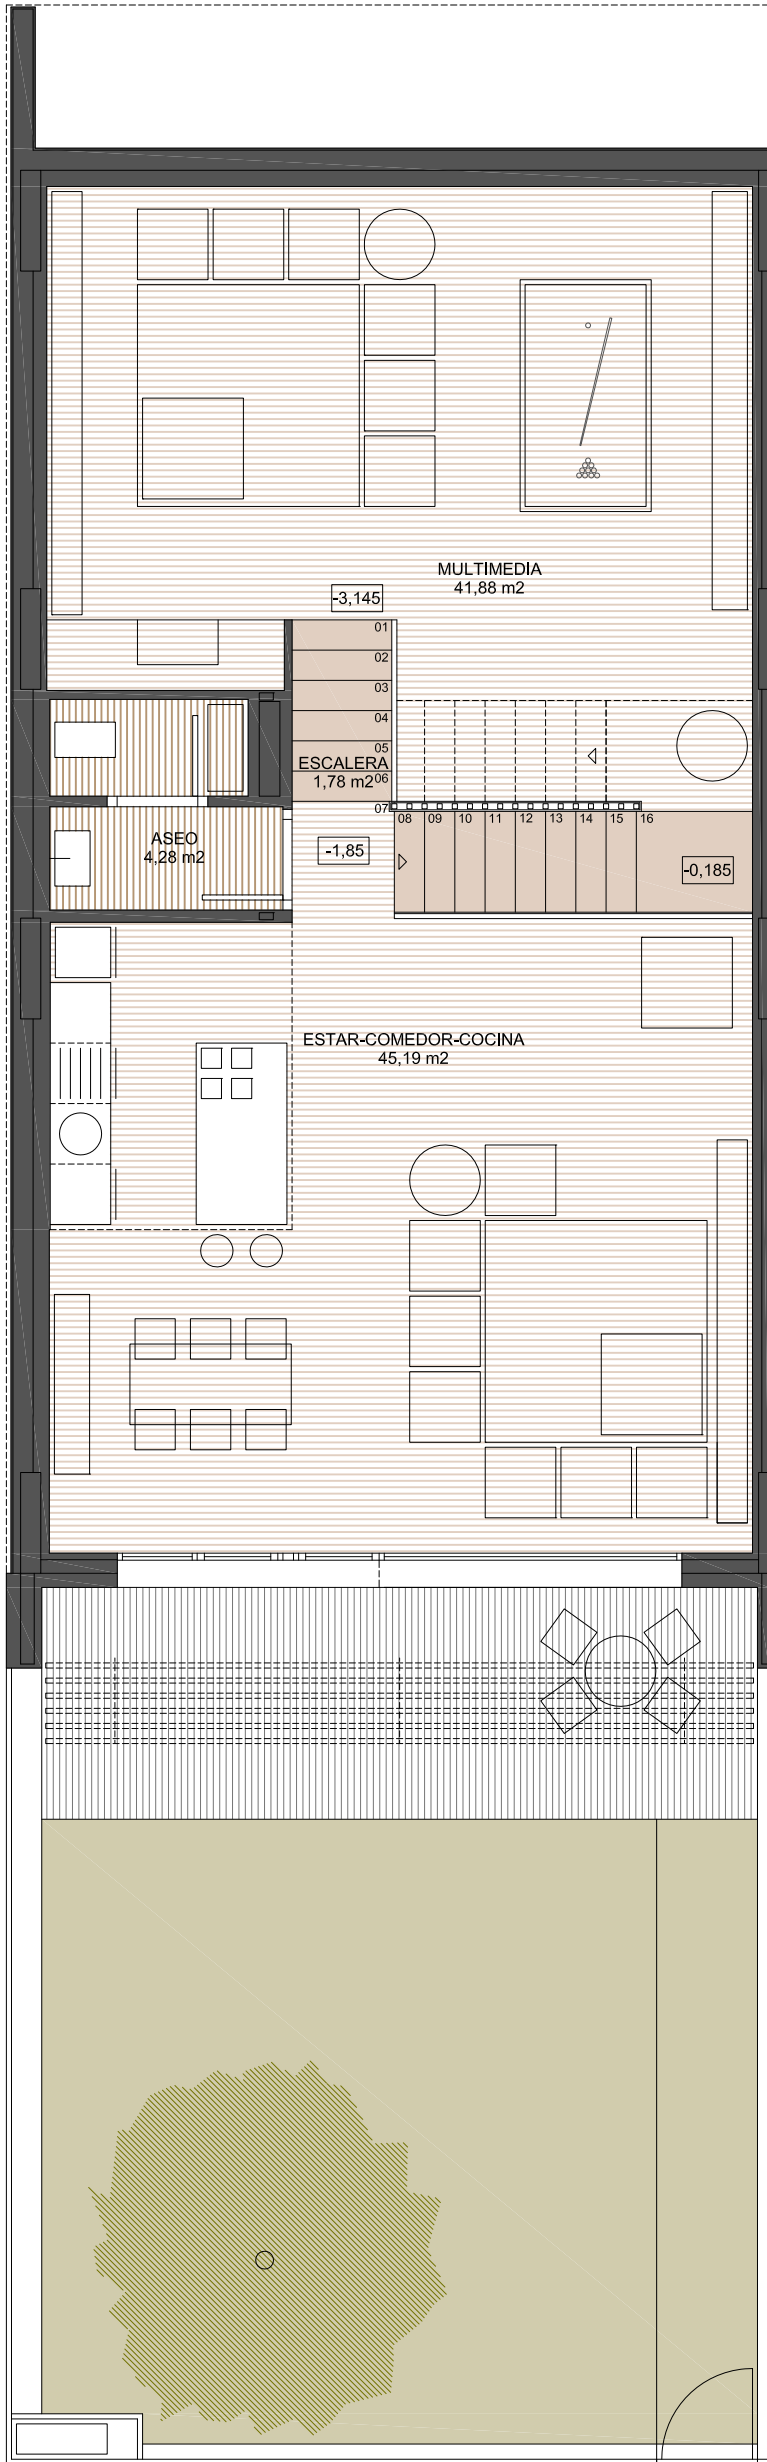 MULTIMEDIA
41,88 m2
-3,145
01
02
03
04
05
ESCALERA
1,78 m2
06
07
08 09 10 11 12 13 14 15 16
ASEO
4,28 m2
-1,85
-0,185
ESTAR-COMEDOR-COCINA
45,19 m2